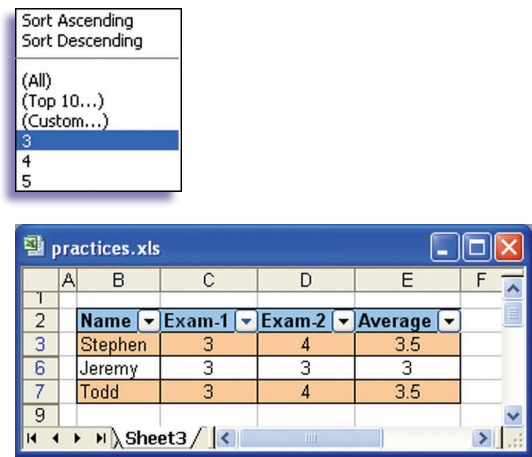 Sort Ascending
Sort Descending
(All)
(Top 10...)
(Custom...)
3
4
5
practices.xls
A B C D E F
1
2 Name Exam-1 Exam-2 Average
3 Stephen 3 4 3.5
6 Jeremy 3 3 3
7 Todd 3 4 3.5
9
Sheet3